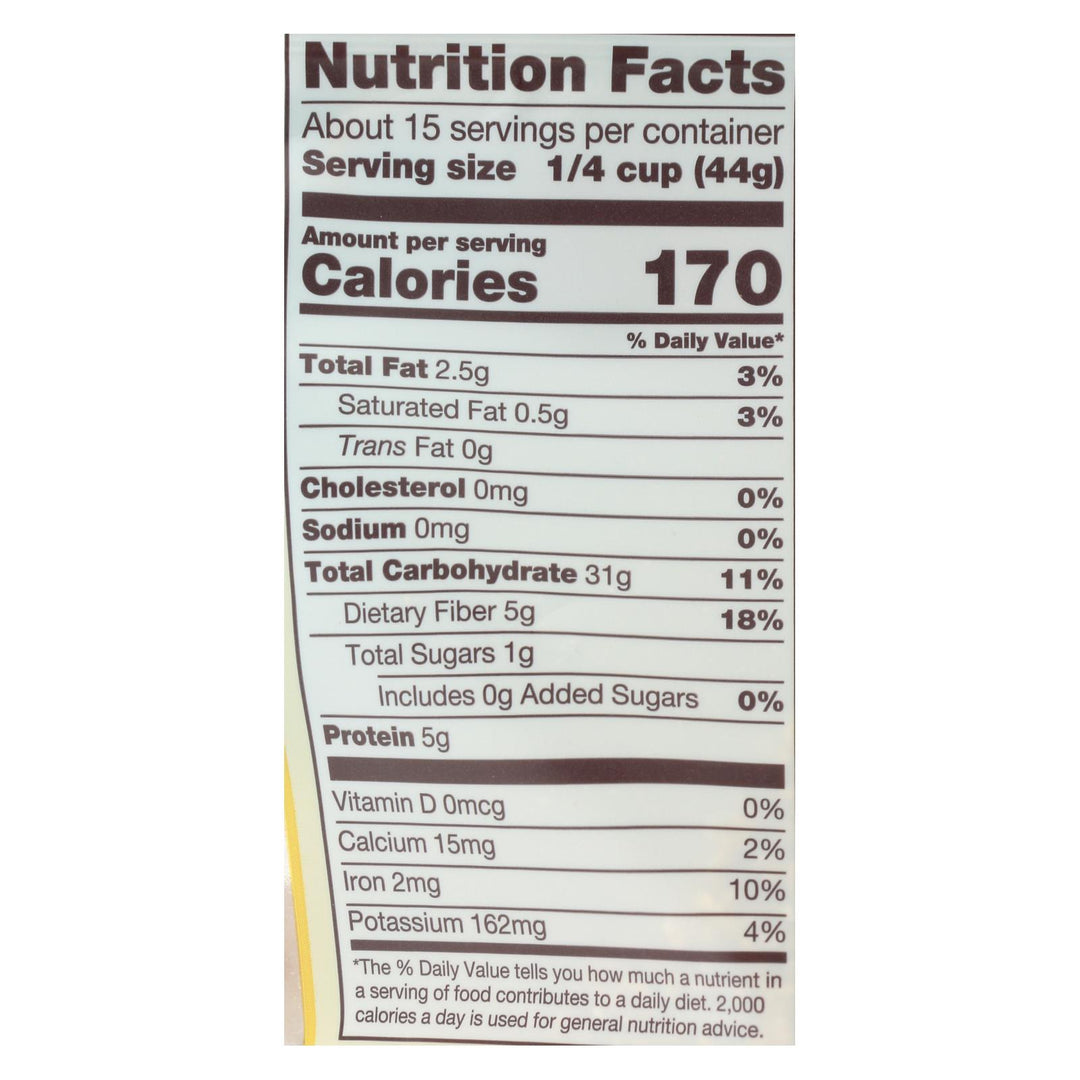 Nutrition Facts
About 15 servings per container
Serving size 1/4 cup (44g)
Amount per serving
Calories 170
% Daily Value*
Total Fat 2.5g 3%
Saturated Fat 0.5g 3%
Trans Fat 0g
Cholesterol 0mg 0%
Sodium 0mg 0%
Total Carbohydrate 31g 11%
Dietary Fiber 5g 18%
Total Sugars 1g
Includes 0g Added Sugars 0%
Protein 5g
Vitamin D 0mcg 0%
Calcium 15mg 2%
Iron 2mg 10%
Potassium 162mg 4%
*The % Daily Value tells you how much a nutrient in
a serving of food contributes to a daily diet. 2,000
calories a day is used for general nutrition advice.